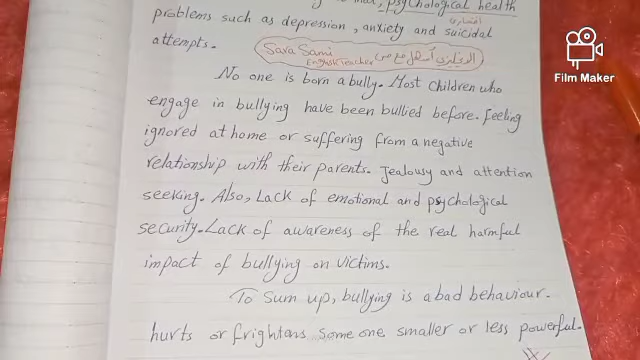 psychological health
problems such as depression, anxiety and suicidal
attempts.
Sara Sami
English teacher
No one is born a bully. Most children who
engage in bullying have been bullied before. Feeling
ignored at home or suffering from a negative
relationship with their parents. Jealousy and attention
seeking. Also, Lack of emotional and psychological
security. Lack of awareness of the real harmful
impact of bullying on victims.
To sum up, bullying is a bad behaviour.
hurts or frightens some one smaller or less powerful.
Film Maker